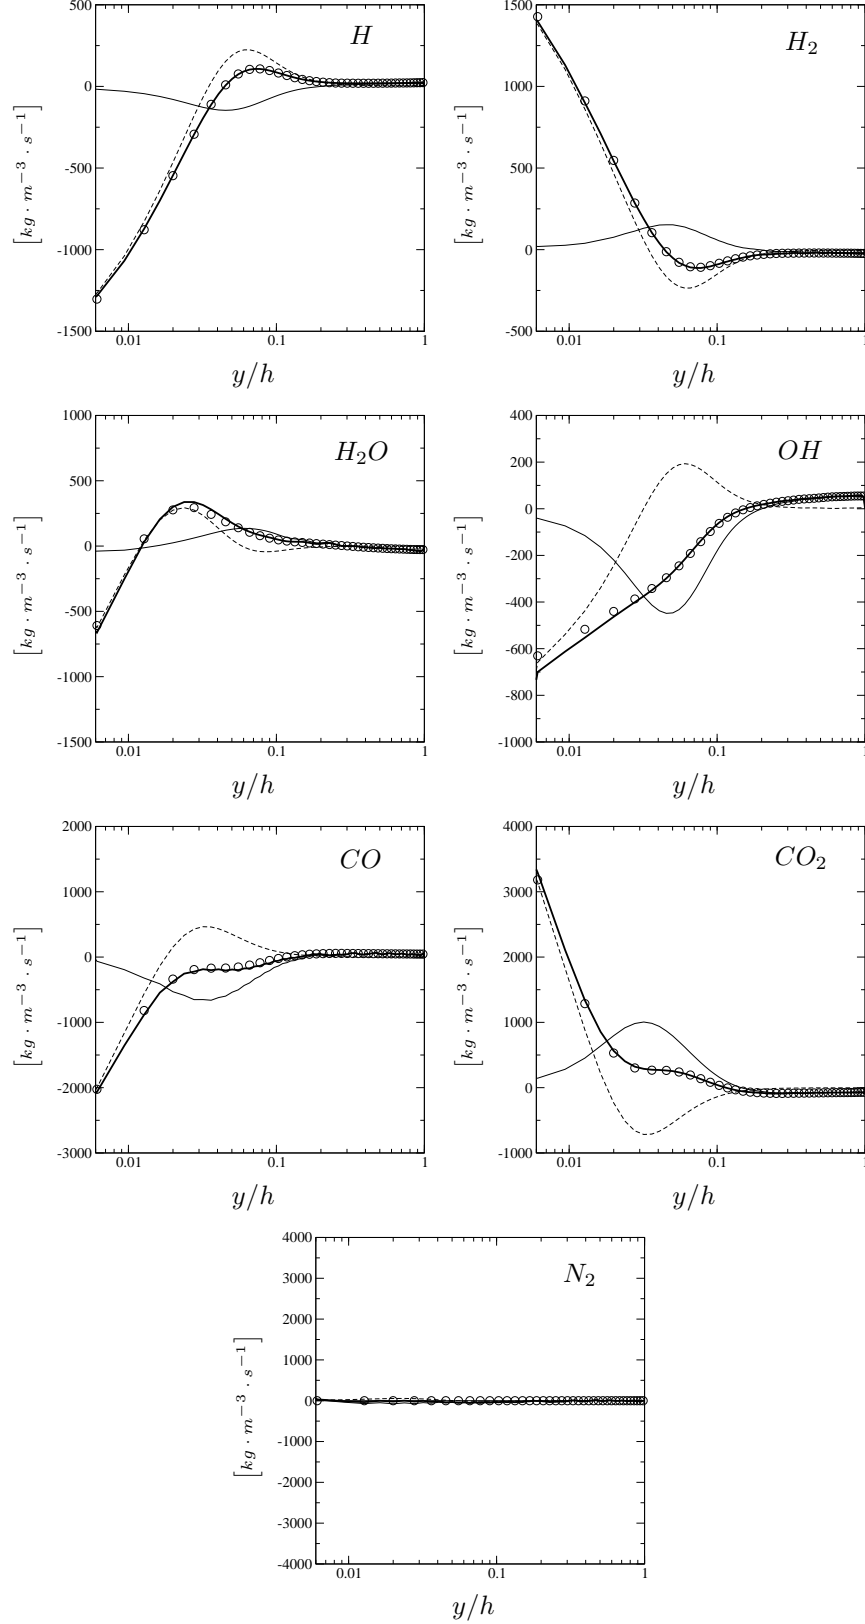 H
500
0
-500
-1000
-1500
[kg · m⁻³ · s⁻¹]
0.01 0.1 1
y/h
H₂
1500
1000
500
0
-500
[kg · m⁻³ · s⁻¹]
0.01 0.1 1
y/h
H₂O
1000
500
0
-500
-1000
-1500
[kg · m⁻³ · s⁻¹]
0.01 0.1 1
y/h
OH
400
200
0
-200
-400
-600
-800
-1000
[kg · m⁻³ · s⁻¹]
0.01 0.1 1
y/h
CO
2000
1000
0
-1000
-2000
-3000
[kg · m⁻³ · s⁻¹]
0.01 0.1 1
y/h
CO₂
4000
3000
2000
1000
0
-1000
[kg · m⁻³ · s⁻¹]
0.01 0.1 1
y/h
N₂
4000
3000
2000
1000
0
-1000
-2000
-3000
-4000
[kg · m⁻³ · s⁻¹]
0.01 0.1 1
y/h